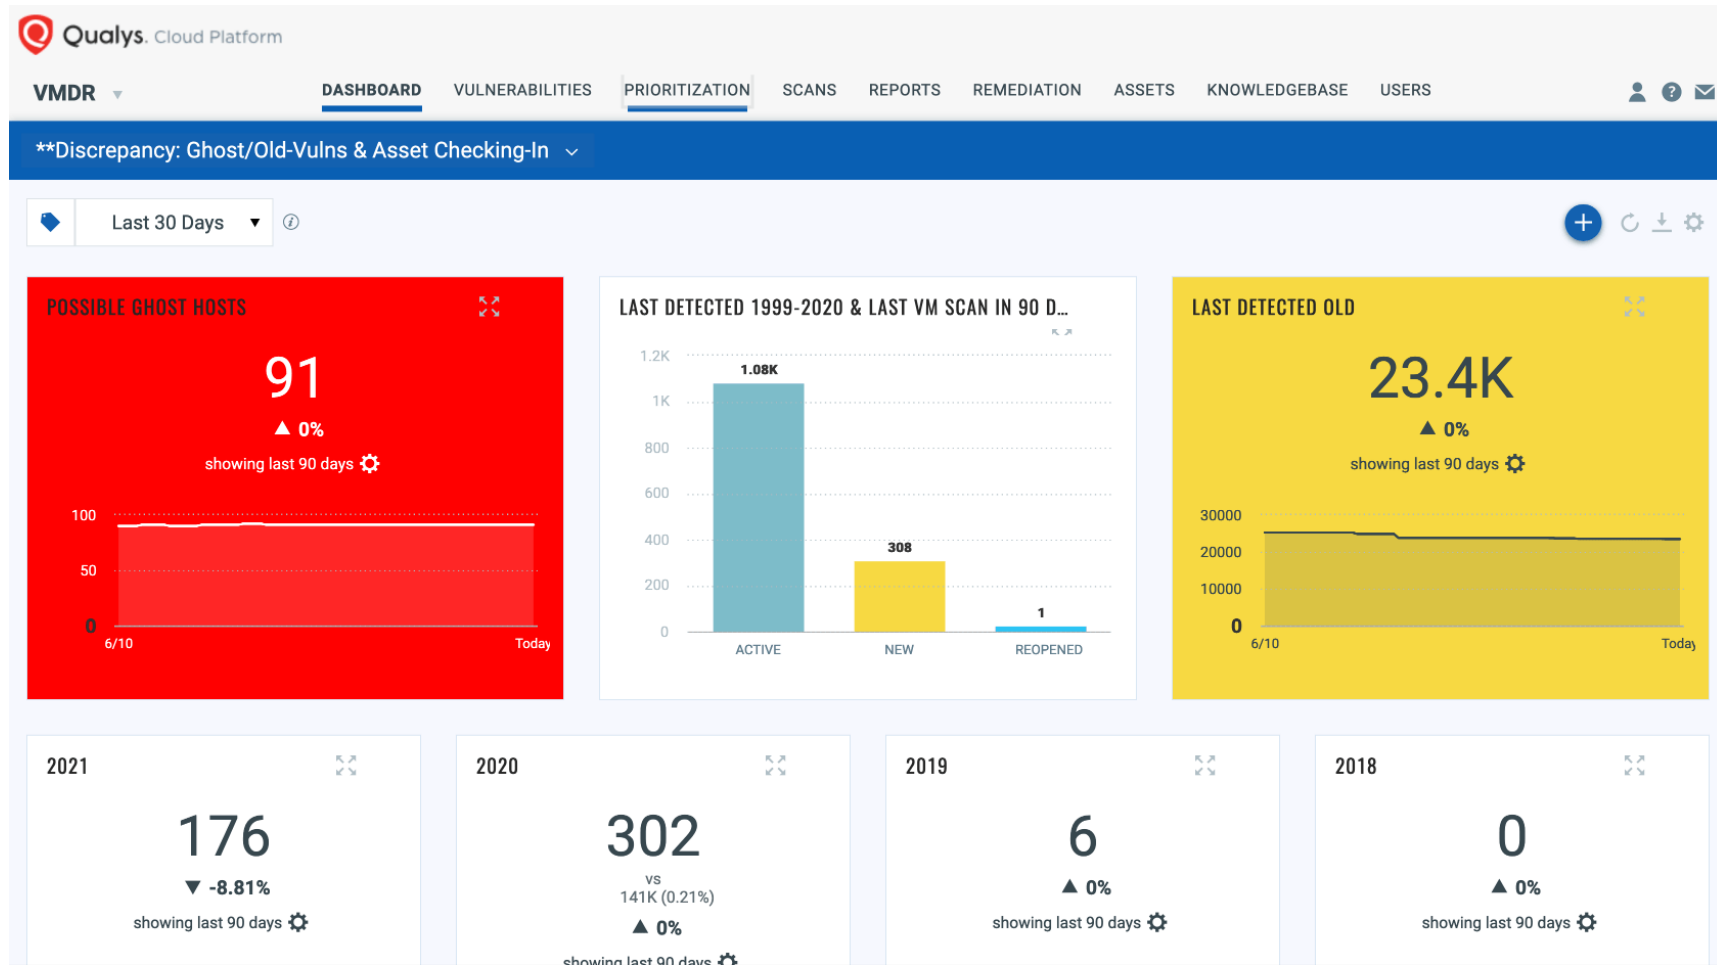 Qualys. Cloud Platform
VMDR
DASHBOARD
VULNERABILITIES
PRIORITIZATION
SCANS
REPORTS
REMEDIATION
ASSETS
KNOWLEDGEBASE
USERS
?
**Discrepancy: Ghost/Old-Vulns & Asset Checking-In
Last 30 Days
i
POSSIBLE GHOST HOSTS
91
▲ 0%
showing last 90 days
100
50
0
6/10
Today
LAST DETECTED 1999-2020 & LAST VM SCAN IN 90 D...
1.2K
1K
800
600
400
200
0
1.08K
308
1
ACTIVE
NEW
REOPENED
LAST DETECTED OLD
23.4K
▲ 0%
showing last 90 days
30000
20000
10000
0
6/10
Today
2021
176
▼ -8.81%
showing last 90 days
2020
302
vs
141K (0.21%)
▲ 0%
showing last 90 days
2019
6
▲ 0%
showing last 90 days
2018
0
▲ 0%
showing last 90 days